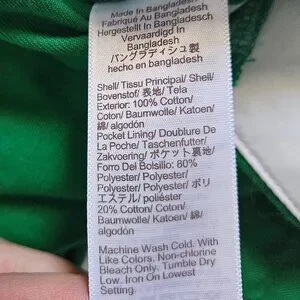 Made In Bangladesh/
Fabriqué Au Bangladesh/
Hergestellt In Bangladesch/
Vervaardigd In
Bangladesh/
バングラディシュ製
hecho en bangladesh
Shell/ Tissu Principal/ Shell/
Bovenstof/ 表地/ Tela
Exterior: 100% Cotton/
Coton/ Baumwolle/ Katoen/
綿/ algodón
Pocket Lining/ Doublure De
La Poche/ Taschenfutter/
Zakvoering/ ポケット裏地/
Forro Del Bolsillo: 80%
Polyester/ Polyester/
Polyester/ Polyester/ ポリ
エステル/ poliéster
20% Cotton/ Coton/
Baumwolle/ Katoen/ 綿/
algodón
Machine Wash Cold. With
Like Colors. Non-chlorine
Bleach Only. Tumble Dry
Low. Iron On Lowest
Setting.